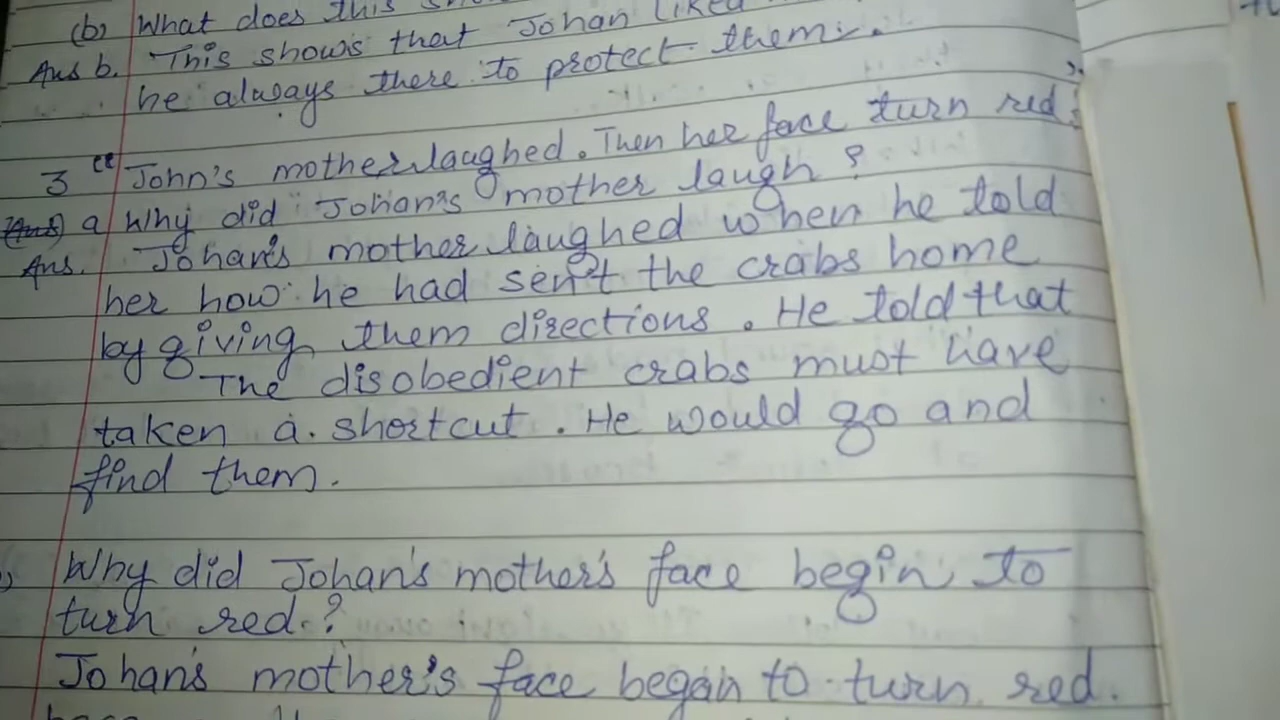 (b) What does this
Ans b. This shows that Johan liked
he always there to protect them.
3 "John's mother laughed. Then her face turn red."
a Why did Johan's mother laugh?
Ans. Johan's mother laughed when he told
her how he had sent the crabs home
by giving them directions. He told that
The disobedient crabs must have
taken a shortcut. He would go and
find them.
Why did Johan's mother's face begin to
turn red.?
Johan's mother's face began to turn red.